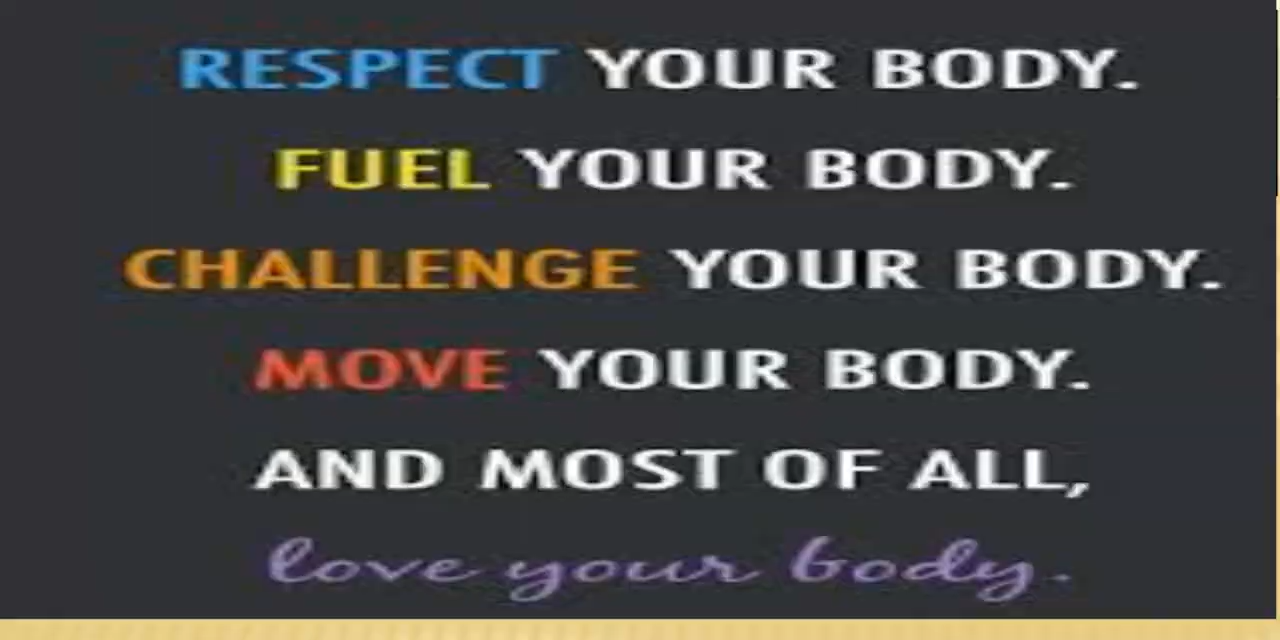 RESPECT YOUR BODY.
FUEL YOUR BODY.
CHALLENGE YOUR BODY.
MOVE YOUR BODY.
AND MOST OF ALL,
love your body.